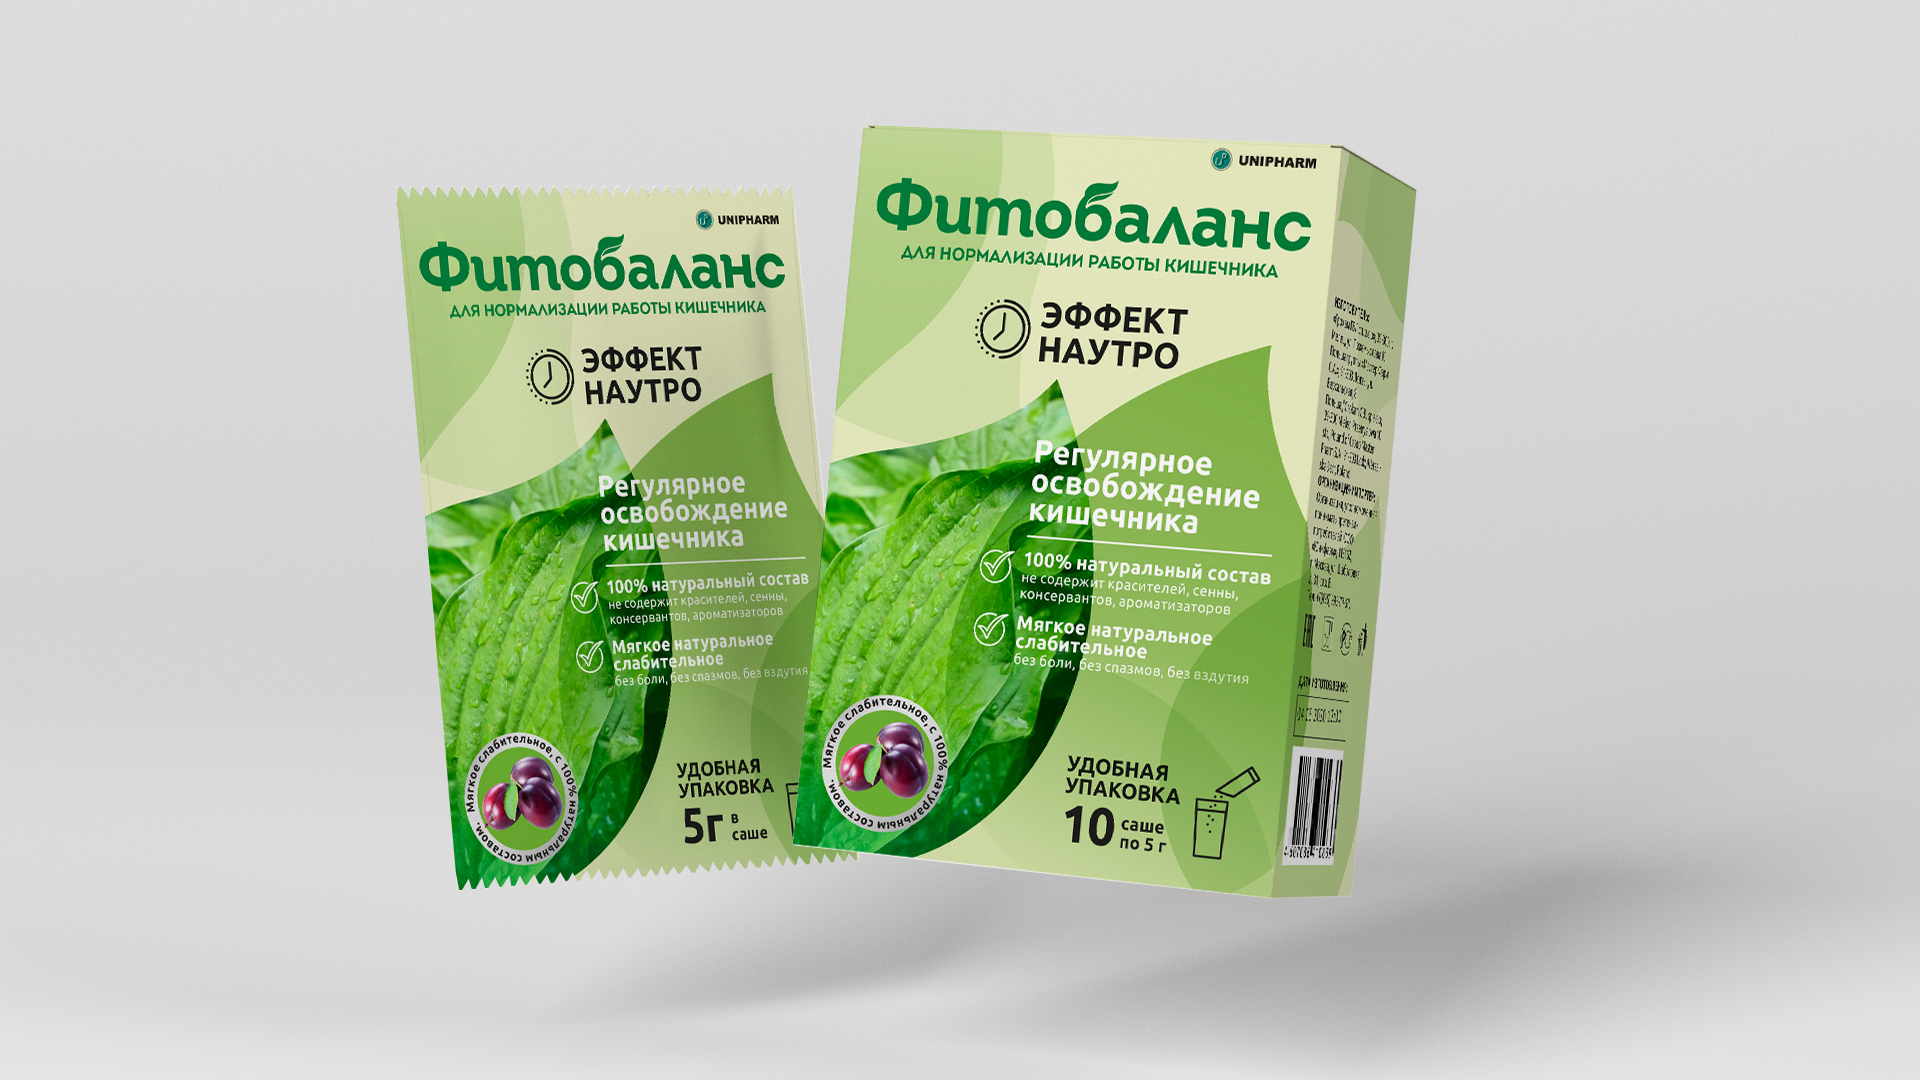 UNIPHARM
Фитобаланс
ДЛЯ НОРМАЛИЗАЦИИ РАБОТЫ КИШЕЧНИКА
ЭФФЕКТ
НАУТРО
Регулярное
освобождение
кишечника
100% натуральный состав
не содержит красителей, сенны,
консервантов, ароматизаторов
Мягкое натуральное
слабительное
без боли, без спазмов, без вздутия
Мягкое слабительное, с 100% натуральным составом.
УДОБНАЯ
УПАКОВКА
5г в
саше
UNIPHARM
Фитобаланс
ДЛЯ НОРМАЛИЗАЦИИ РАБОТЫ КИШЕЧНИКА
ЭФФЕКТ
НАУТРО
Регулярное
освобождение
кишечника
100% натуральный состав
не содержит красителей, сенны,
консервантов, ароматизаторов
Мягкое натуральное
слабительное
без боли, без спазмов, без вздутия
Мягкое слабительное, с 100% натуральным составом.
УДОБНАЯ
УПАКОВКА
10 саше
по 5 г
ИЗГОТОВИТЕЛЬ:
EAC